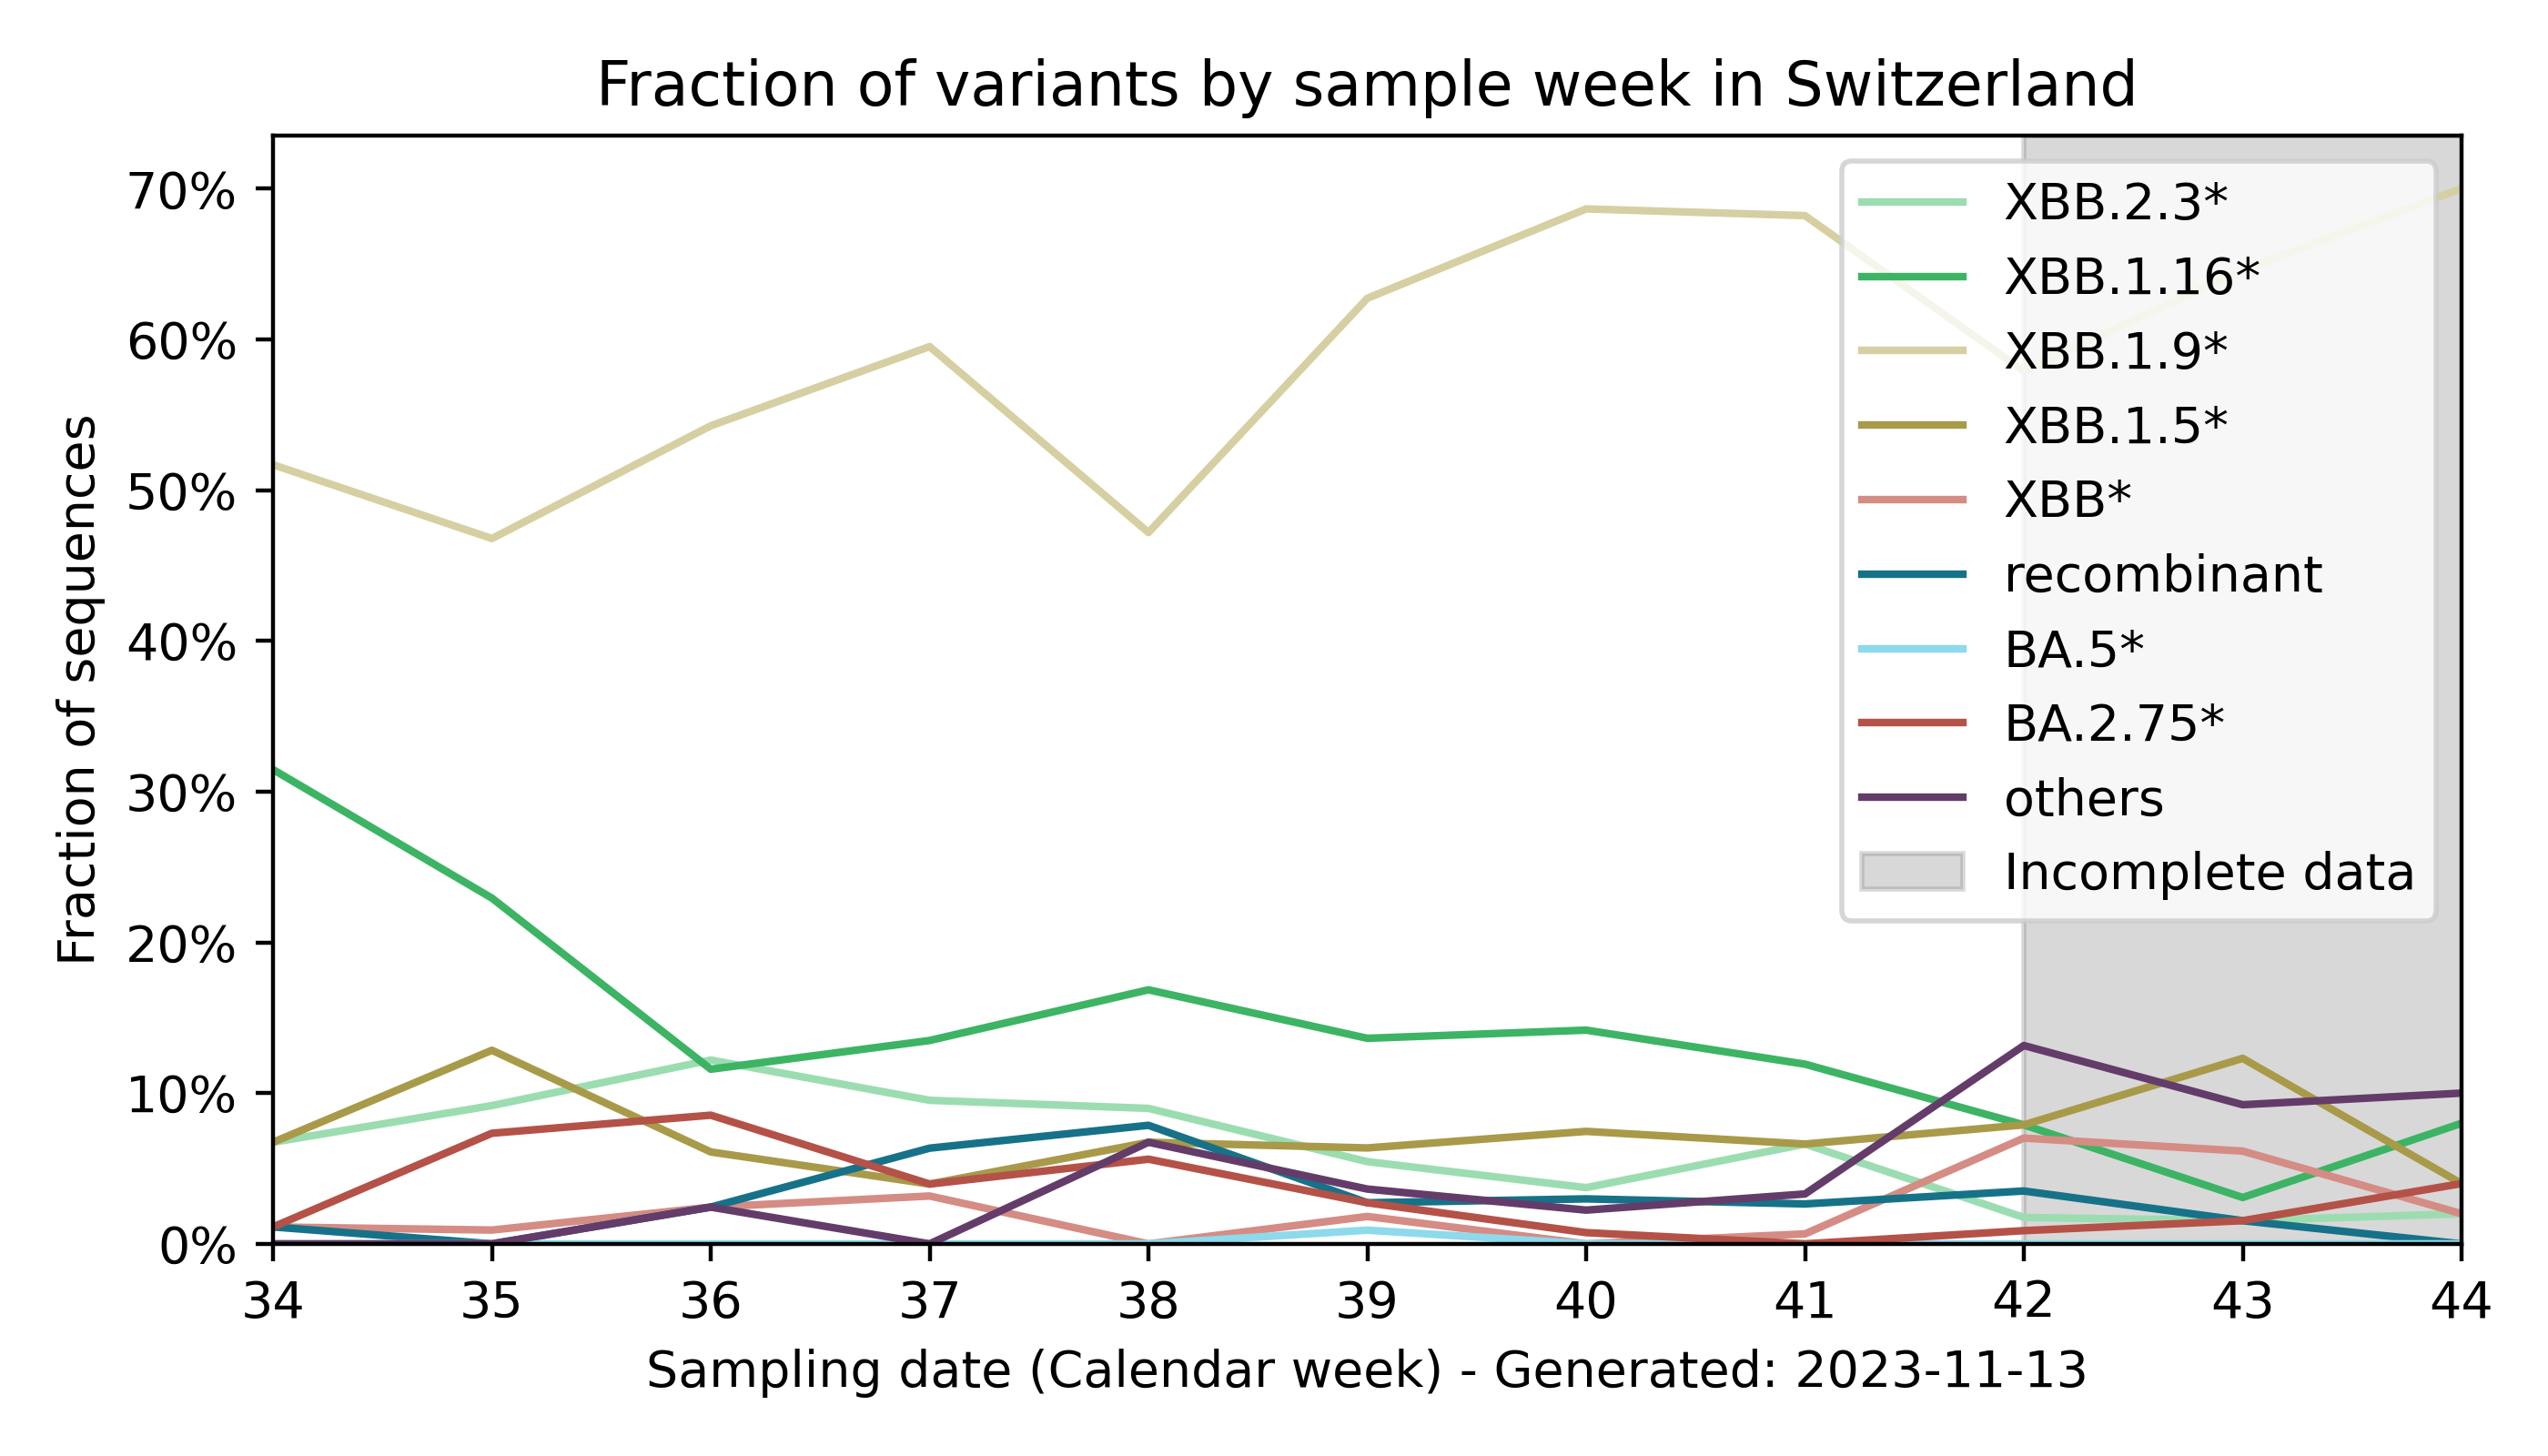 Fraction of variants by sample week in Switzerland
70%
60%
50%
40%
30%
20%
10%
0%
Fraction of sequences
XBB.2.3*
XBB.1.16*
XBB.1.9*
XBB.1.5*
XBB*
recombinant
BA.5*
BA.2.75*
others
Incomplete data
34 35 36 37 38 39 40 41 42 43 44
Sampling date (Calendar week) - Generated: 2023-11-13